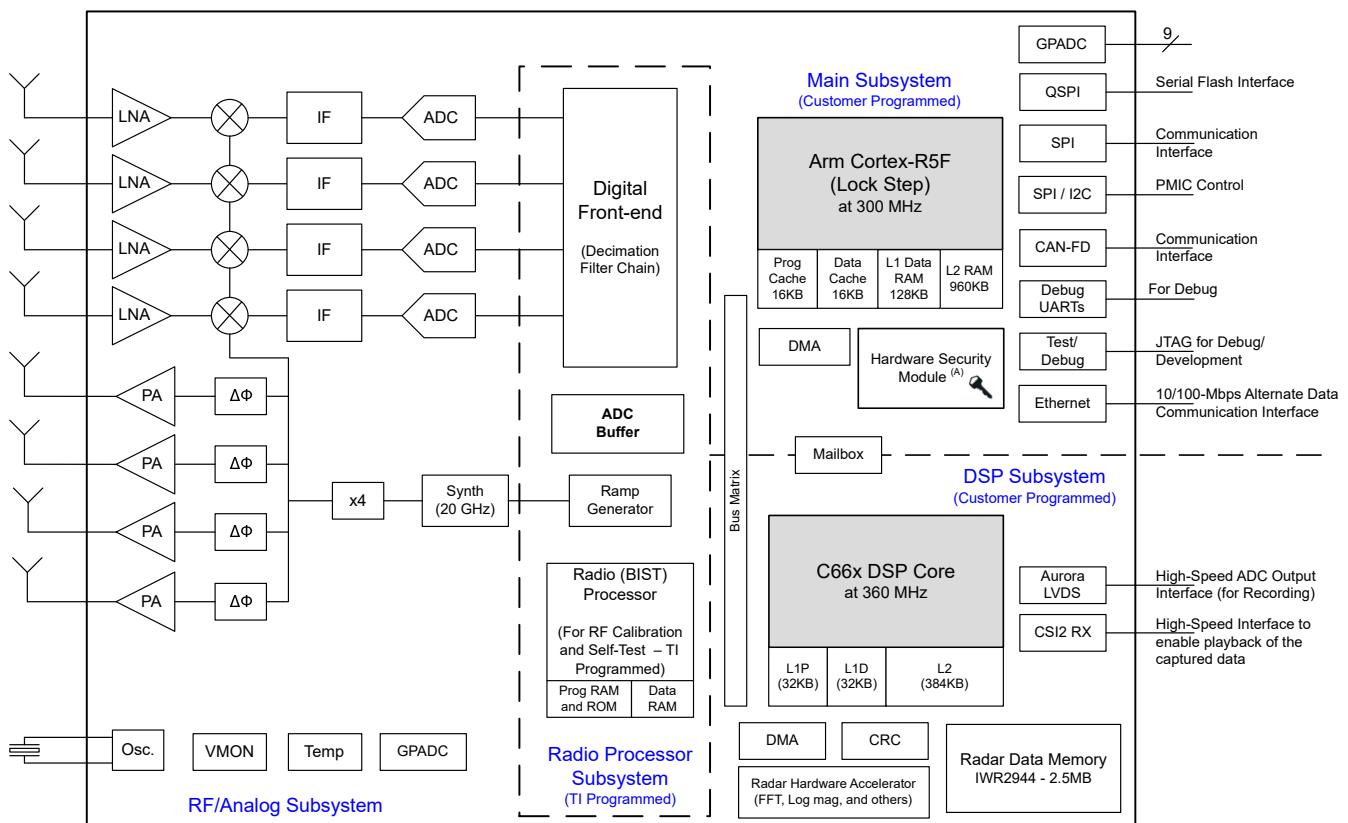 GPADC
9
Main Subsystem
(Customer Programmed)
QSPI
Serial Flash Interface
LNA
IF
ADC
SPI
Communication
Interface
Arm Cortex-R5F
(Lock Step)
at 300 MHz
LNA
IF
ADC
Digital
Front-end
(Decimation
Filter Chain)
SPI / I2C
PMIC Control
LNA
IF
ADC
CAN-FD
Communication
Interface
Prog
Cache
16KB
Data
Cache
16KB
L1 Data
RAM
128KB
L2 RAM
960KB
LNA
IF
ADC
Debug
UARTs
For Debug
DMA
Hardware Security
Module (A)
Test/
Debug
JTAG for Debug/
Development
PA
ΔΦ
Ethernet
10/100-Mbps Alternate Data
Communication Interface
ADC
Buffer
PA
ΔΦ
Mailbox
DSP Subsystem
(Customer Programmed)
x4
Synth
(20 GHz)
Ramp
Generator
Bus Matrix
PA
ΔΦ
C66x DSP Core
at 360 MHz
PA
ΔΦ
Radio (BIST)
Processor
(For RF Calibration
and Self-Test – TI
Programmed)
Aurora
LVDS
High-Speed ADC Output
Interface (for Recording)
CSI2 RX
High-Speed Interface to
enable playback of the
captured data
L1P
(32KB)
L1D
(32KB)
L2
(384KB)
Prog RAM
and ROM
Data
RAM
Osc.
VMON
Temp
GPADC
Radio Processor
Subsystem
(TI Programmed)
DMA
CRC
Radar Data Memory
IWR2944 - 2.5MB
Radar Hardware Accelerator
(FFT, Log mag, and others)
RF/Analog Subsystem